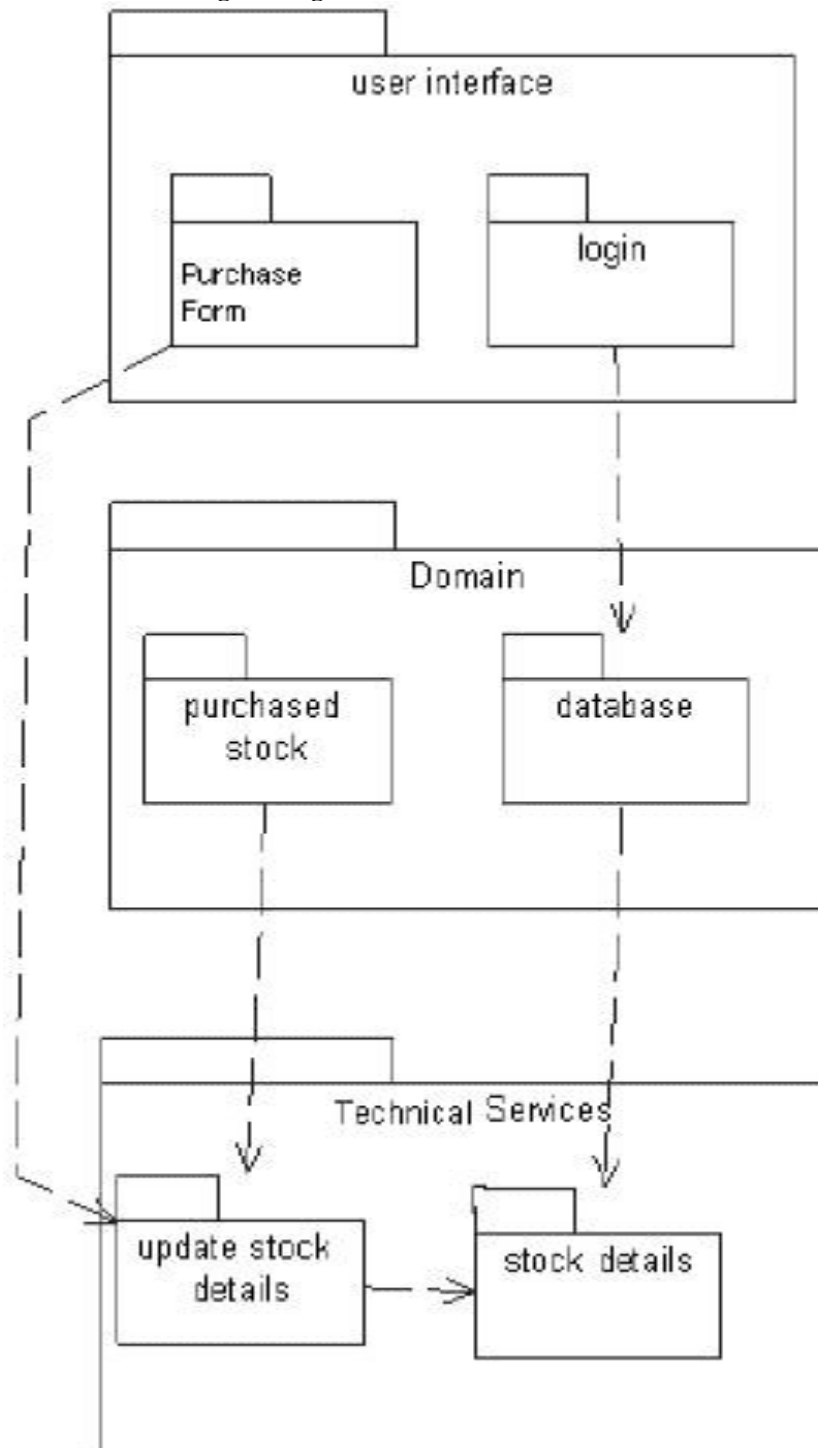 user interface
Purchase
Form
login
Domain
purchased
stock
database
Technical Services
update stock
details
stock details